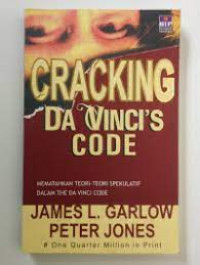 BIP
CRACKING
DA VINCI'S
CODE
MEMATAHKAN TEORI-TEORI SPEKULATIF
DALAM THE DA VINCI CODE
JAMES L. GARLOW
PETER JONES
# One Quarter Million in Print